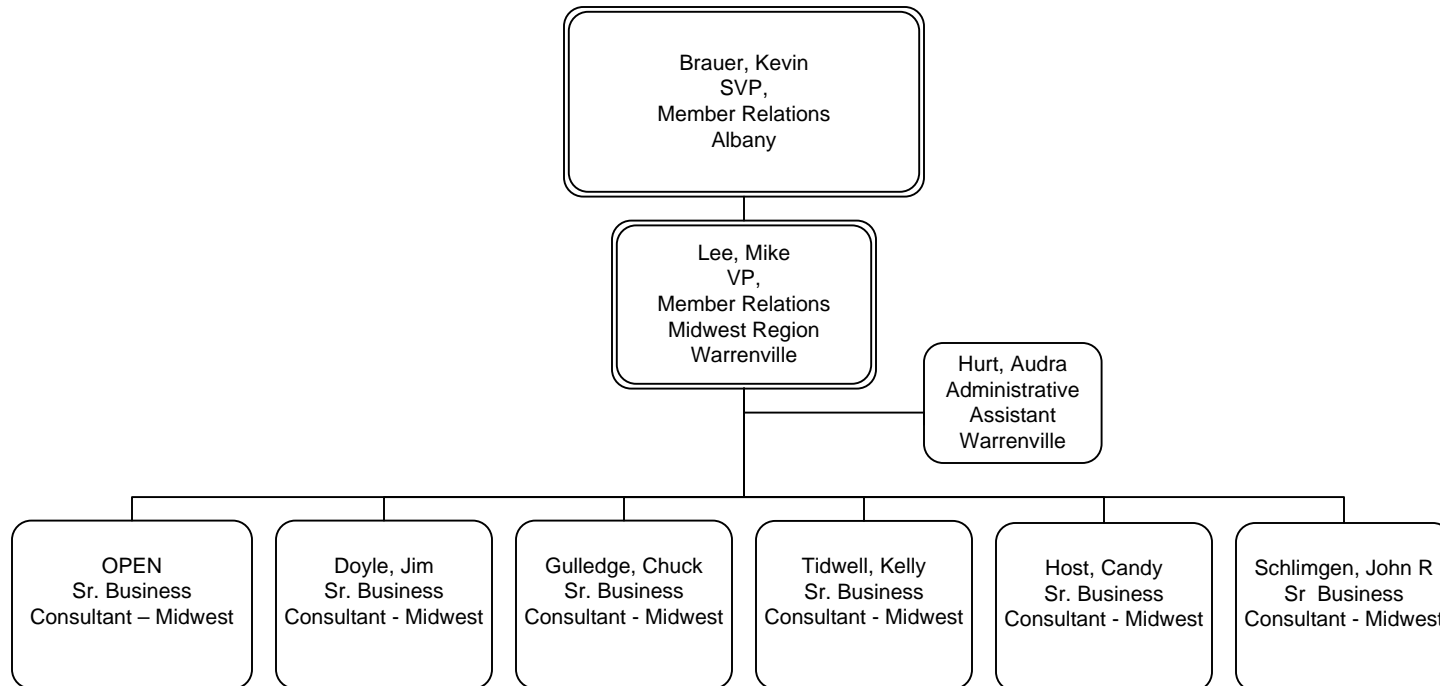 Brauer, Kevin
SVP,
Member Relations
Albany
Lee, Mike
VP,
Member Relations
Midwest Region
Warrenville
Hurt, Audra
Administrative
Assistant
Warrenville
OPEN
Sr. Business
Consultant – Midwest
Doyle, Jim
Sr. Business
Consultant - Midwest
Gulledge, Chuck
Sr. Business
Consultant - Midwest
Tidwell, Kelly
Sr. Business
Consultant - Midwest
Host, Candy
Sr. Business
Consultant - Midwest
Schlimgen, John R
Sr  Business
Consultant - Midwest